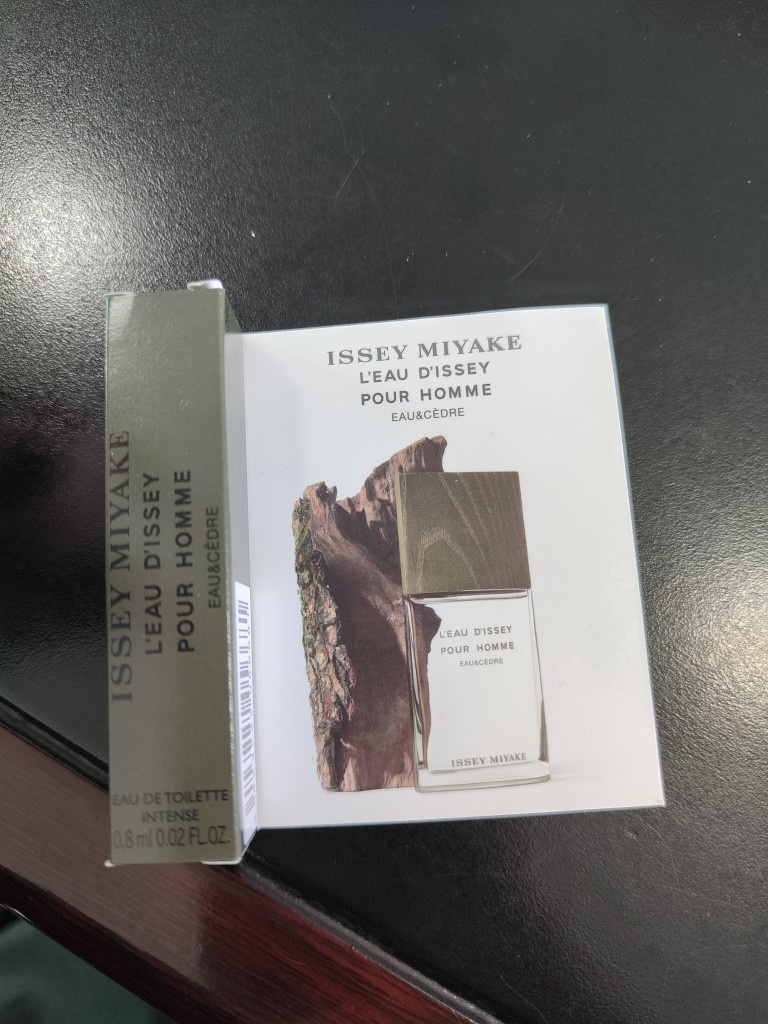 ISSEY MIYAKE
L'EAU D'ISSEY
POUR HOMME
EAU&CÈDRE
EAU DE TOILETTE
INTENSE
0,8 ml 0.02 FL.OZ.
ISSEY MIYAKE
L'EAU D'ISSEY
POUR HOMME
EAU&CÈDRE
L'EAU D'ISSEY
POUR HOMME
EAU&CÈDRE
ISSEY MIYAKE